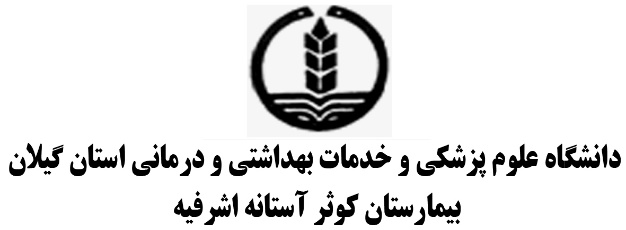 دانشگاه علوم پزشکی و خدمات بهداشتی و درمانی استان گیلان
بیمارستان کوثر آستانه اشرفیه